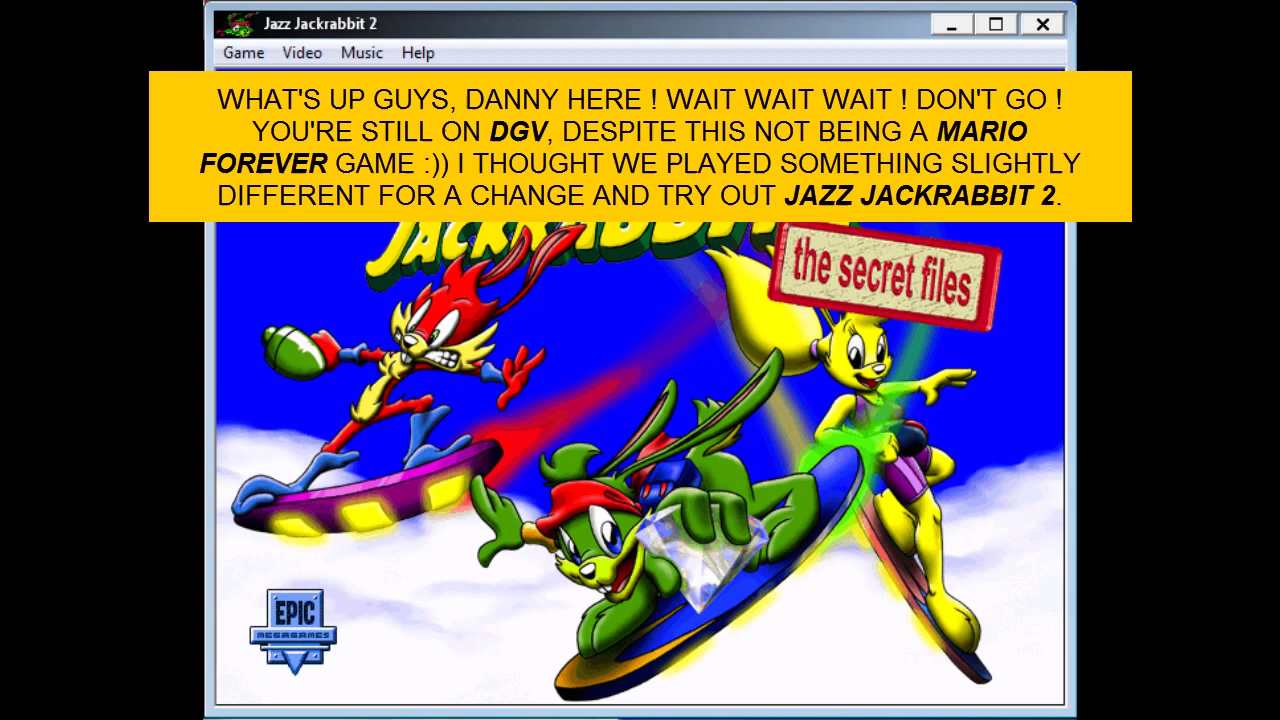 Jazz Jackrabbit 2
Game Video Music Help
WHAT'S UP GUYS, DANNY HERE ! WAIT WAIT WAIT ! DON'T GO !
YOU'RE STILL ON DGV, DESPITE THIS NOT BEING A MARIO
FOREVER GAME :)) I THOUGHT WE PLAYED SOMETHING SLIGHTLY
DIFFERENT FOR A CHANGE AND TRY OUT JAZZ JACKRABBIT 2.
JACKRABBIT
the secret files
EPIC
MEGAGAMES